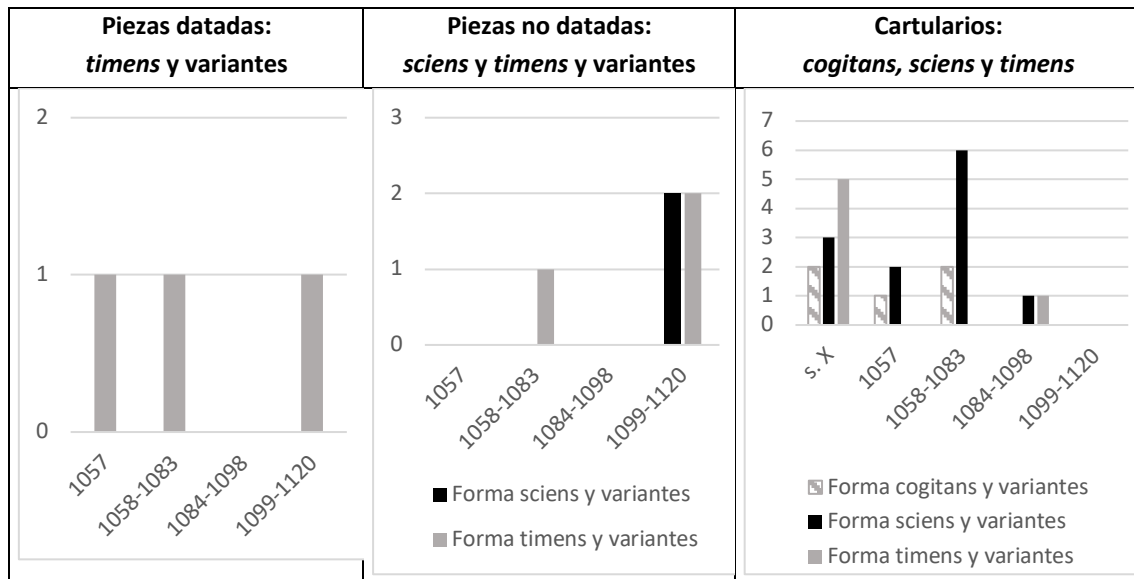 Piezas datadas:
timens y variantes
Piezas no datadas:
sciens y timens y variantes
Cartularios:
cogitans, sciens y timens
2
1
0
1057
1058-1083
1084-1098
1099-1120
3
2
1
0
1057
1058-1083
1084-1098
1099-1120
Forma sciens y variantes
Forma timens y variantes
7
6
5
4
3
2
1
0
s. X
1057
1058-1083
1084-1098
1099-1120
Forma cogitans y variantes
Forma sciens y variantes
Forma timens y variantes